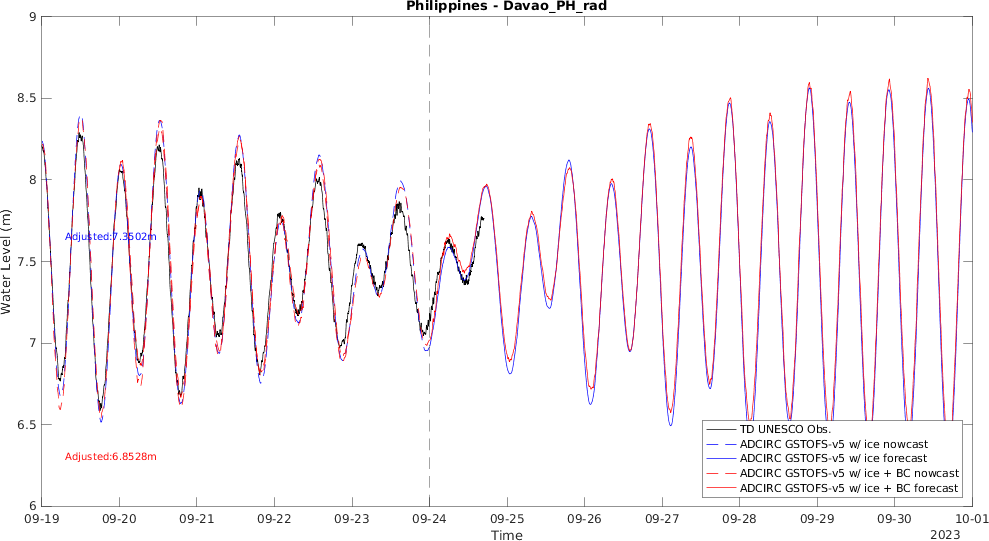 Philippines - Davao_PH_rad
Water Level (m)
9
8.5
8
7.5
7
6.5
6
Adjusted:7.3502m
Adjusted:6.8528m
TD UNESCO Obs.
ADCIRC GSTOFS-v5 w/ ice nowcast
ADCIRC GSTOFS-v5 w/ ice forecast
ADCIRC GSTOFS-v5 w/ ice + BC nowcast
ADCIRC GSTOFS-v5 w/ ice + BC forecast
09-19 09-20 09-21 09-22 09-23 09-24 09-25 09-26 09-27 09-28 09-29 09-30 10-01
Time
2023